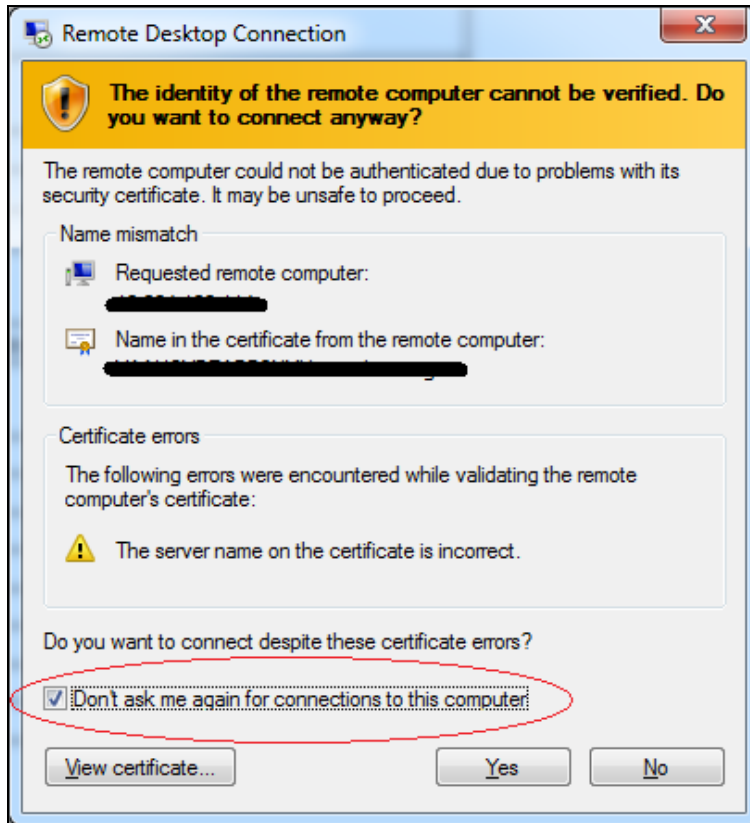 Remote Desktop Connection
The identity of the remote computer cannot be verified. Do
you want to connect anyway?
The remote computer could not be authenticated due to problems with its
security certificate. It may be unsafe to proceed.
Name mismatch
Requested remote computer:
Name in the certificate from the remote computer:
Certificate errors
The following errors were encountered while validating the remote
computer's certificate:
The server name on the certificate is incorrect.
Do you want to connect despite these certificate errors?
Don't ask me again for connections to this computer
View certificate...
Yes
No